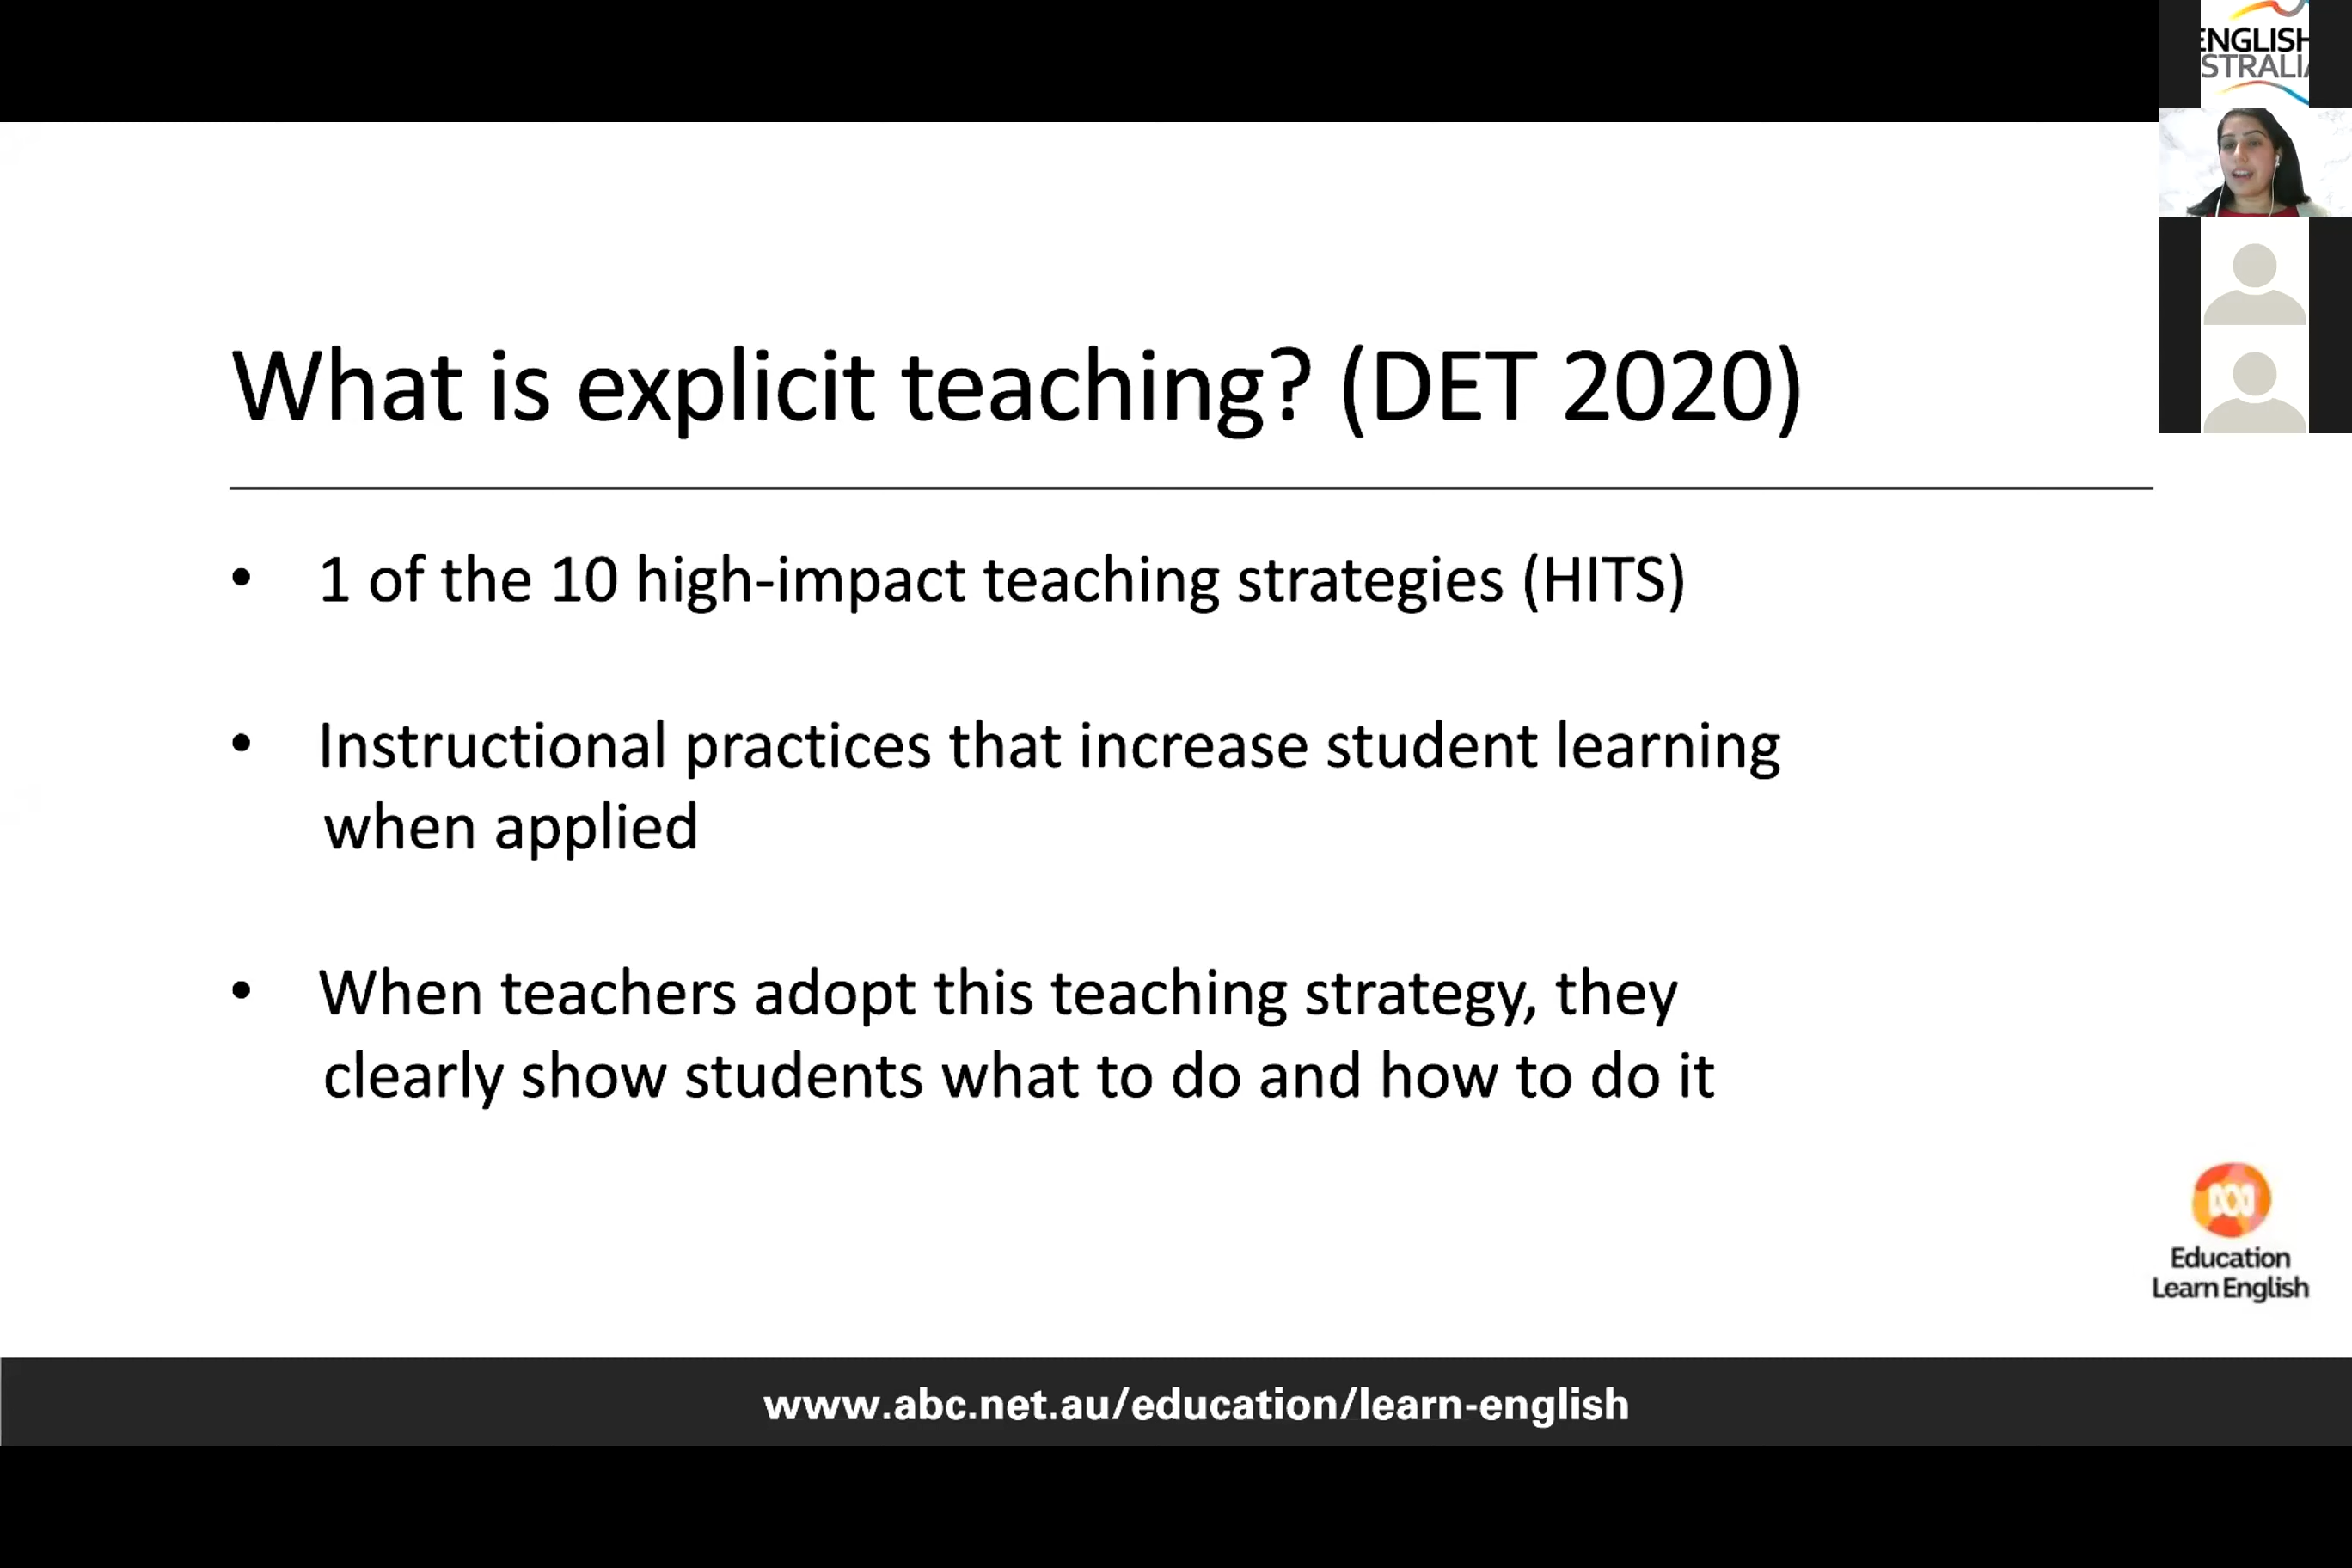 ENGLISH
STRALIA
What is explicit teaching? (DET 2020)
• 1 of the 10 high-impact teaching strategies (HITS)
• Instructional practices that increase student learning
when applied
• When teachers adopt this teaching strategy, they
clearly show students what to do and how to do it
Education
Learn English
www.abc.net.au/education/learn-english